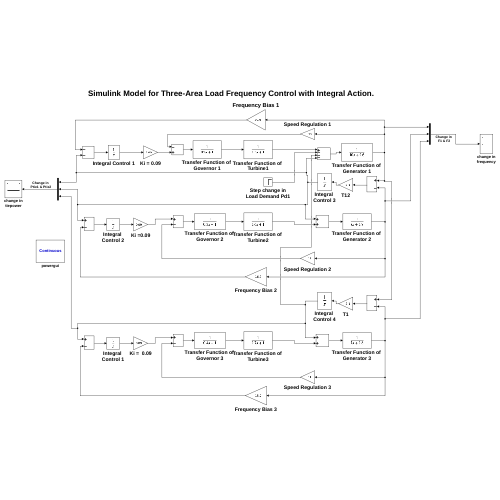 Simulink Model for Three-Area Load Frequency Control with Integral Action.
Frequency Bias 1
Speed Regulation 1
Integral Control 1
Ki = 0.09
Transfer Function of
Governor 1
Transfer Function of
Turbine1
Transfer Function of
Generator 1
Change in
change in
frequency
Change in
change in
tiepower
Step change in
Load Demand Pd1
Integral
Control 3
T12
Continuous
powergui
Integral
Control 2
Ki =0.09
Transfer Function of
Governor 2
Transfer Function of
Turbine2
Transfer Function of
Generator 2
Speed Regulation 2
Frequency Bias 2
Integral
Control 4
T1
Integral
Control 1
Ki = 0.09
Transfer Function of
Governor 3
Transfer Function of
Turbine3
Transfer Function of
Generator 3
Speed Regulation 3
Frequency Bias 3